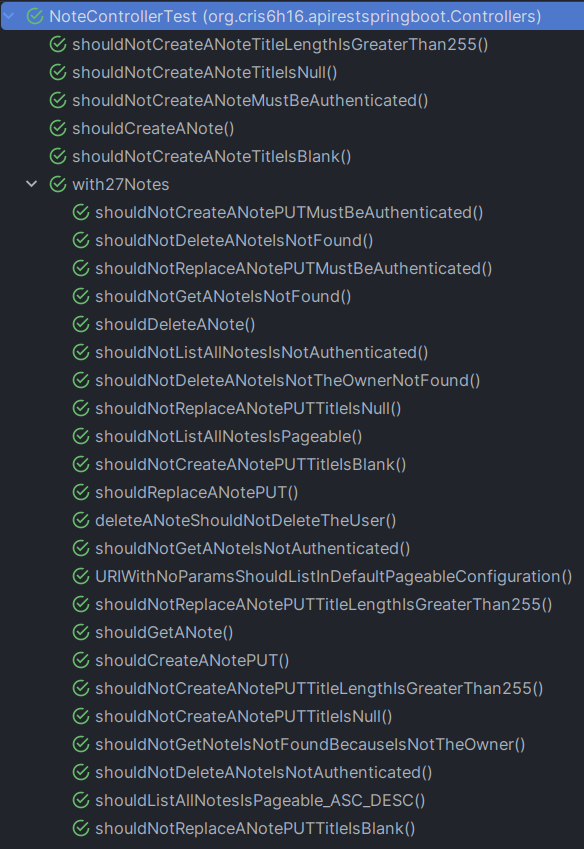 NoteControllerTest (org.cris6h16.apirestspringboot.Controllers)
shouldNotCreateANoteTitleLengthIsGreaterThan255()
shouldNotCreateANoteTitleIsNull()
shouldNotCreateANoteMustBeAuthenticated()
shouldCreateANote()
shouldNotCreateANoteTitleIsBlank()
with27Notes
shouldNotCreateANotePUTMustBeAuthenticated()
shouldNotDeleteANoteIsNotFound()
shouldNotReplaceANotePUTMustBeAuthenticated()
shouldNotGetANoteIsNotFound()
shouldDeleteANote()
shouldNotListAllNotesIsNotAuthenticated()
shouldNotDeleteANoteIsNotTheOwnerNotFound()
shouldNotReplaceANotePUTTitleIsNull()
shouldNotListAllNotesIsPageable()
shouldNotCreateANotePUTTitleIsBlank()
shouldReplaceANotePUT()
deleteANoteShouldNotDeleteTheUser()
shouldNotGetANoteIsNotAuthenticated()
URIWithNoParamsShouldListInDefaultPageableConfiguration()
shouldNotReplaceANotePUTTitleLengthIsGreaterThan255()
shouldGetANote()
shouldCreateANotePUT()
shouldNotCreateANotePUTTitleLengthIsGreaterThan255()
shouldNotCreateANotePUTTitleIsNull()
shouldNotGetNoteIsNotFoundBecauseIsNotTheOwner()
shouldNotDeleteANoteIsNotAuthenticated()
shouldListAllNotesIsPageable_ASC_DESC()
shouldNotReplaceANotePUTTitleIsBlank()